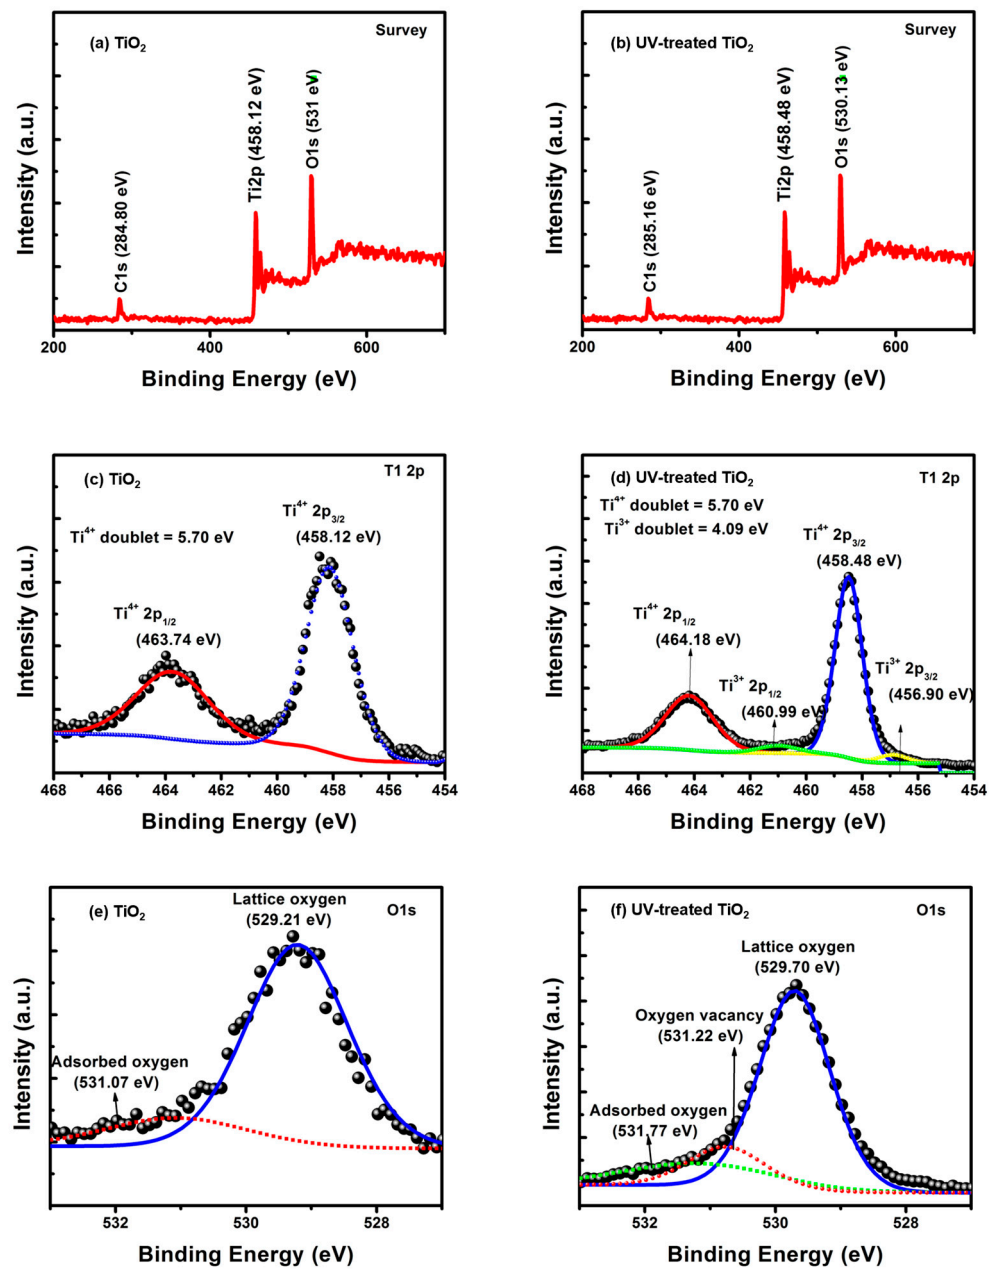 (a) TiO₂
Survey
C1s (284.80 eV)
Ti2p (458.12 eV)
O1s (531 eV)
Intensity (a.u.)
200
400
600
Binding Energy (eV)
(b) UV-treated TiO₂
Survey
C1s (285.16 eV)
Ti2p (458.48 eV)
O1s (530.13 eV)
Intensity (a.u.)
200
400
600
Binding Energy (eV)
(c) TiO₂
T1 2p
Ti⁴⁺ doublet = 5.70 eV
Ti⁴⁺ 2p₃/₂
(458.12 eV)
Ti⁴⁺ 2p₁/₂
(463.74 eV)
Intensity (a.u.)
468 466 464 462 460 458 456 454
Binding Energy (eV)
(d) UV-treated TiO₂
T1 2p
Ti⁴⁺ doublet = 5.70 eV
Ti³⁺ doublet = 4.09 eV
Ti⁴⁺ 2p₃/₂
(458.48 eV)
Ti⁴⁺ 2p₁/₂
(464.18 eV)
Ti³⁺ 2p₁/₂
(460.99 eV)
Ti³⁺ 2p₃/₂
(456.90 eV)
Intensity (a.u.)
468 466 464 462 460 458 456 454
Binding Energy (eV)
(e) TiO₂
O1s
Lattice oxygen
(529.21 eV)
Adsorbed oxygen
(531.07 eV)
Intensity (a.u.)
532 530 528
Binding Energy (eV)
(f) UV-treated TiO₂
O1s
Lattice oxygen
(529.70 eV)
Oxygen vacancy
(531.22 eV)
Adsorbed oxygen
(531.77 eV)
Intensity (a.u.)
532 530 528
Binding Energy (eV)